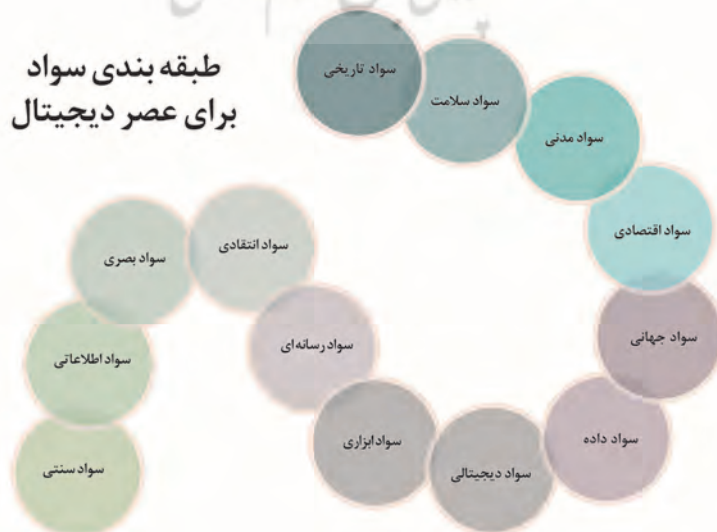 طبقه بندی سواد
برای عصر دیجیتال
سواد تاریخی
سواد سلامت
سواد مدنی
سواد اقتصادی
سواد جهانی
سواد داده
سواد دیجیتالی
سواد ابزاری
سواد رسانه‌ای
سواد انتقادی
سواد بصری
سواد اطلاعاتی
سواد سنتی